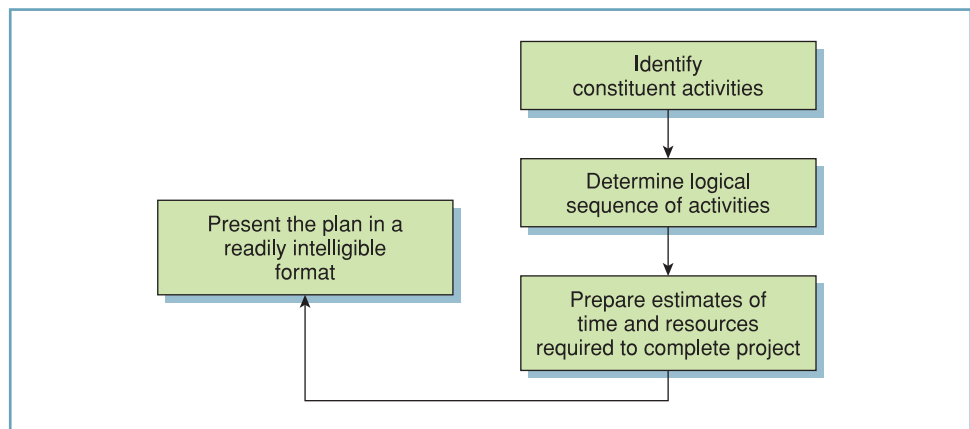 Identify
constituent activities
Determine logical
sequence of activities
Prepare estimates of
time and resources
required to complete project
Present the plan in a
readily intelligible
format